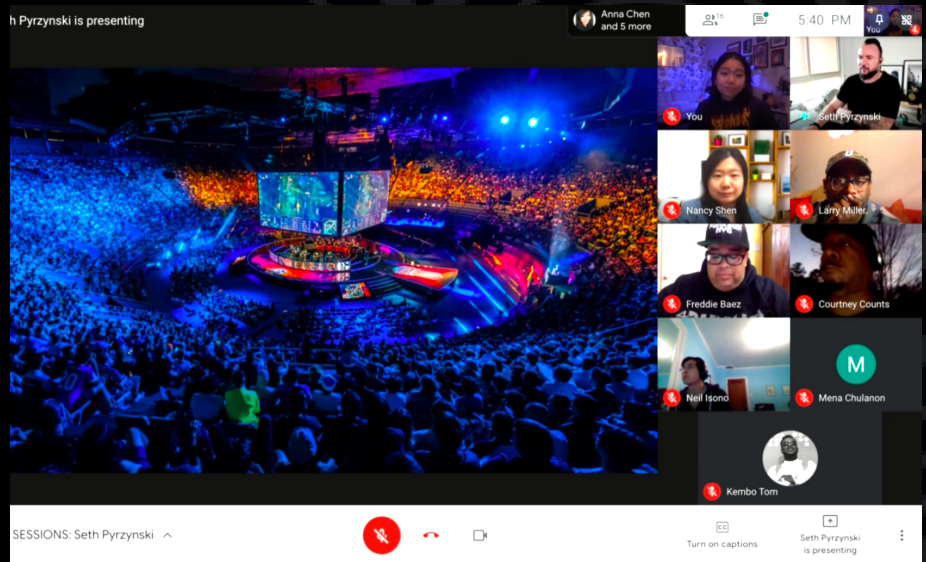 h Pyrzynski is presenting
Anna Chen
and 5 more
16
5:40 PM
You
You
Seth Pyrzynski
Nancy Shen
Larry Miller
Freddie Baez
Courtney Counts
Neil Isono
M
Mena Chulanon
Kembo Tom
SESSIONS: Seth Pyrzynski
CC
Turn on captions
Seth Pyrzynski
is presenting